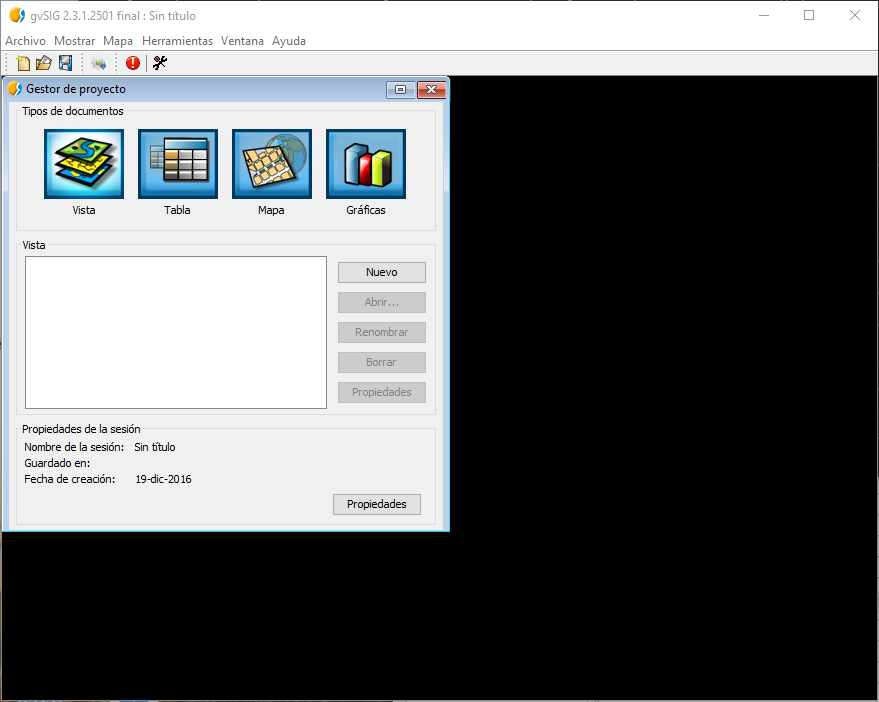 gvSIG 2.3.1.2501 final : Sin título
Archivo Mostrar Mapa Herramientas Ventana Ayuda
Gestor de proyecto
Tipos de documentos
Vista Tabla Mapa Gráficas
Vista
Nuevo
Abrir...
Renombrar
Borrar
Propiedades
Propiedades de la sesión
Nombre de la sesión: Sin título
Guardado en:
Fecha de creación: 19-dic-2016
Propiedades